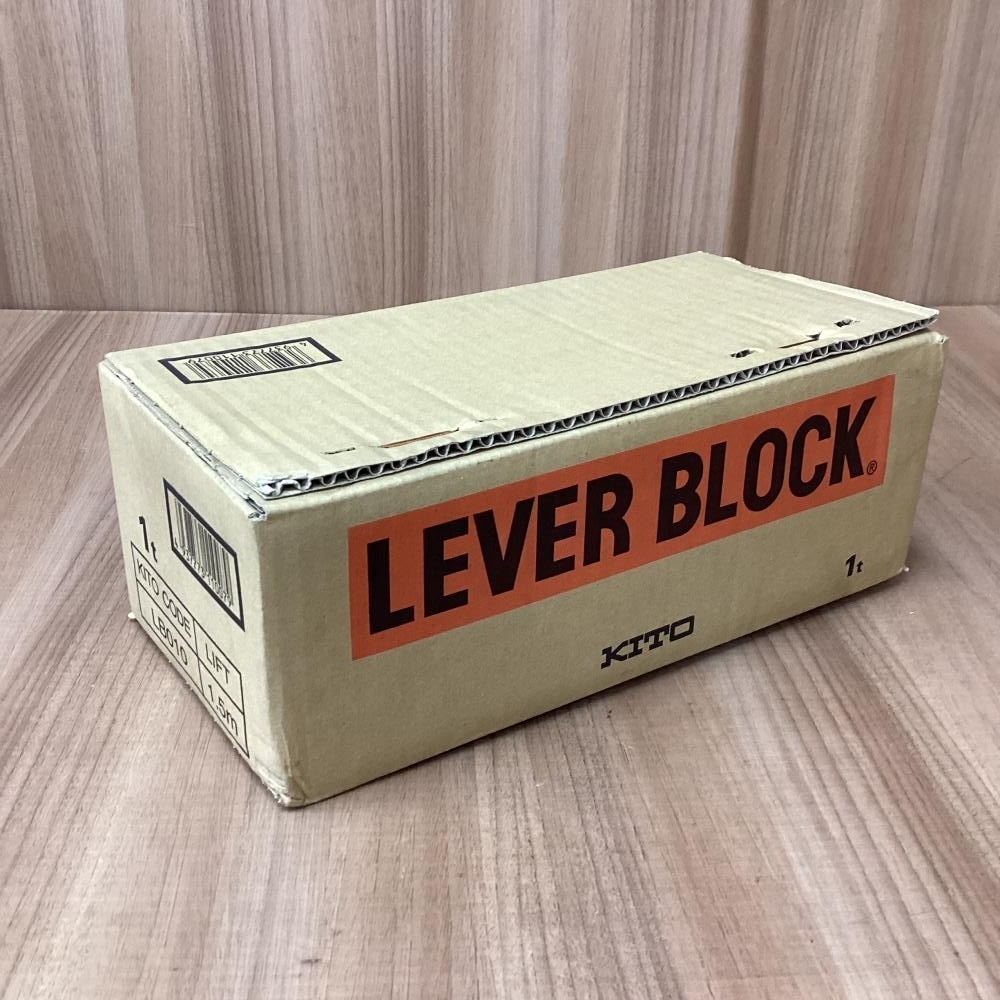 LEVER BLOCK®
1t
KITO
1t
KITO CODE LIFT
LB010 1.5m